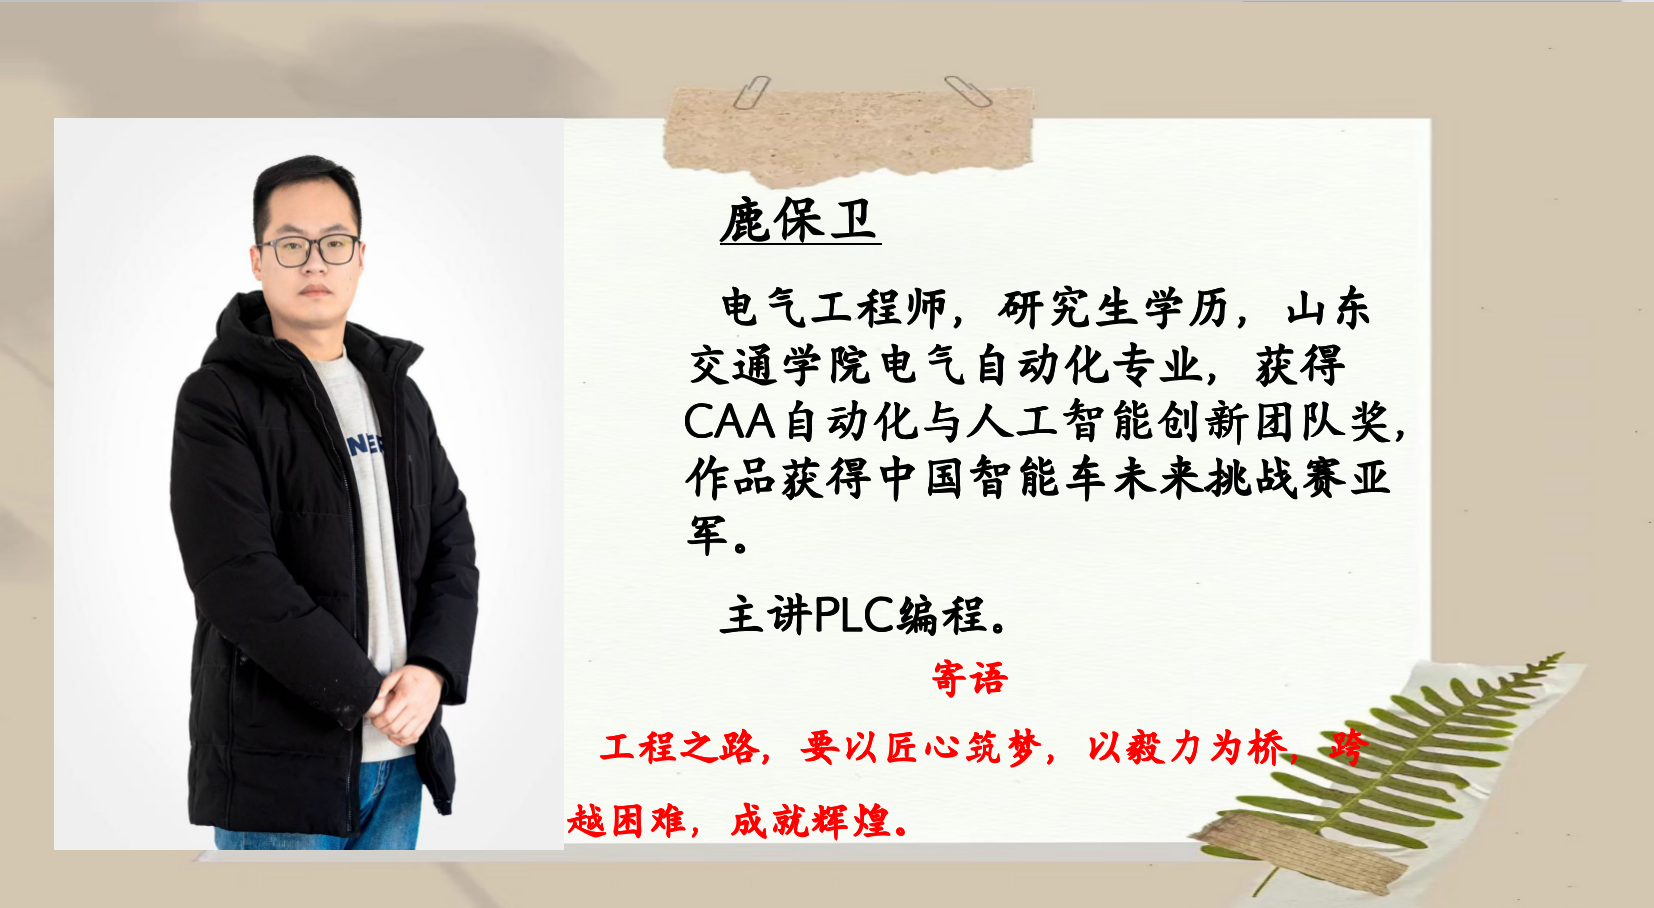 鹿保卫
电气工程师，研究生学历，山东
交通学院电气自动化专业，获得
CAA自动化与人工智能创新团队奖，
作品获得中国智能车未来挑战赛亚
军。
主讲PLC编程。
寄语
工程之路，要以匠心筑梦，以毅力为桥，跨
越困难，成就辉煌。